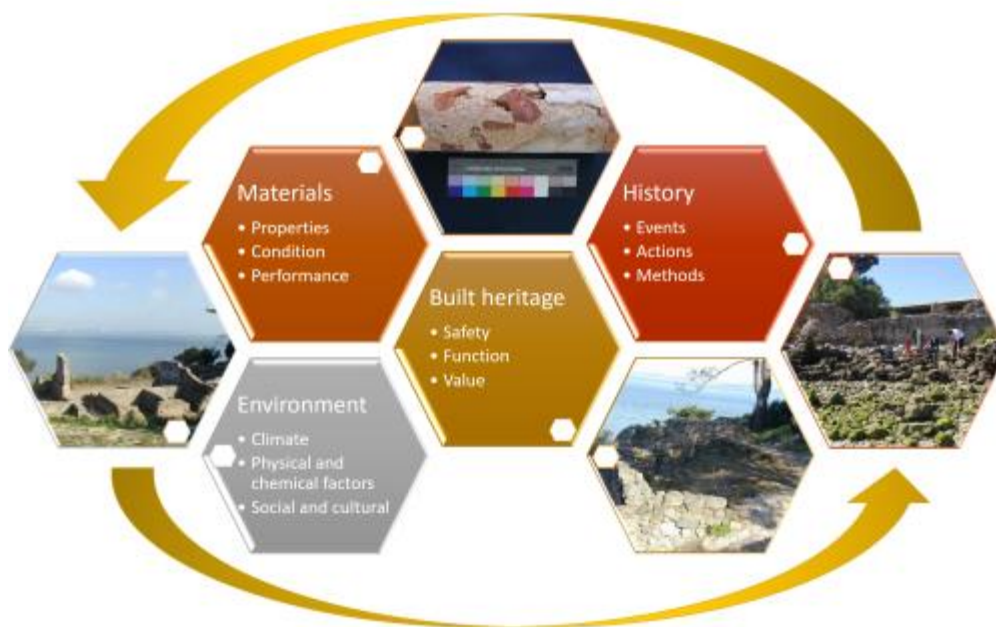 Materials
• Properties
• Condition
• Performance
History
• Events
• Actions
• Methods
Built heritage
• Safety
• Function
• Value
Environment
• Climate
• Physical and
chemical factors
• Social and cultural